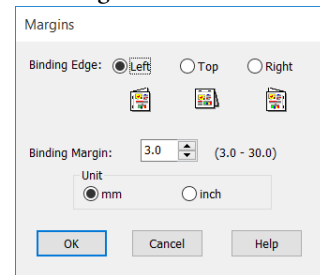 Margins
Binding Edge: Left Top Right
Binding Margin: 3.0 (3.0 - 30.0)
Unit
mm inch
OK Cancel Help